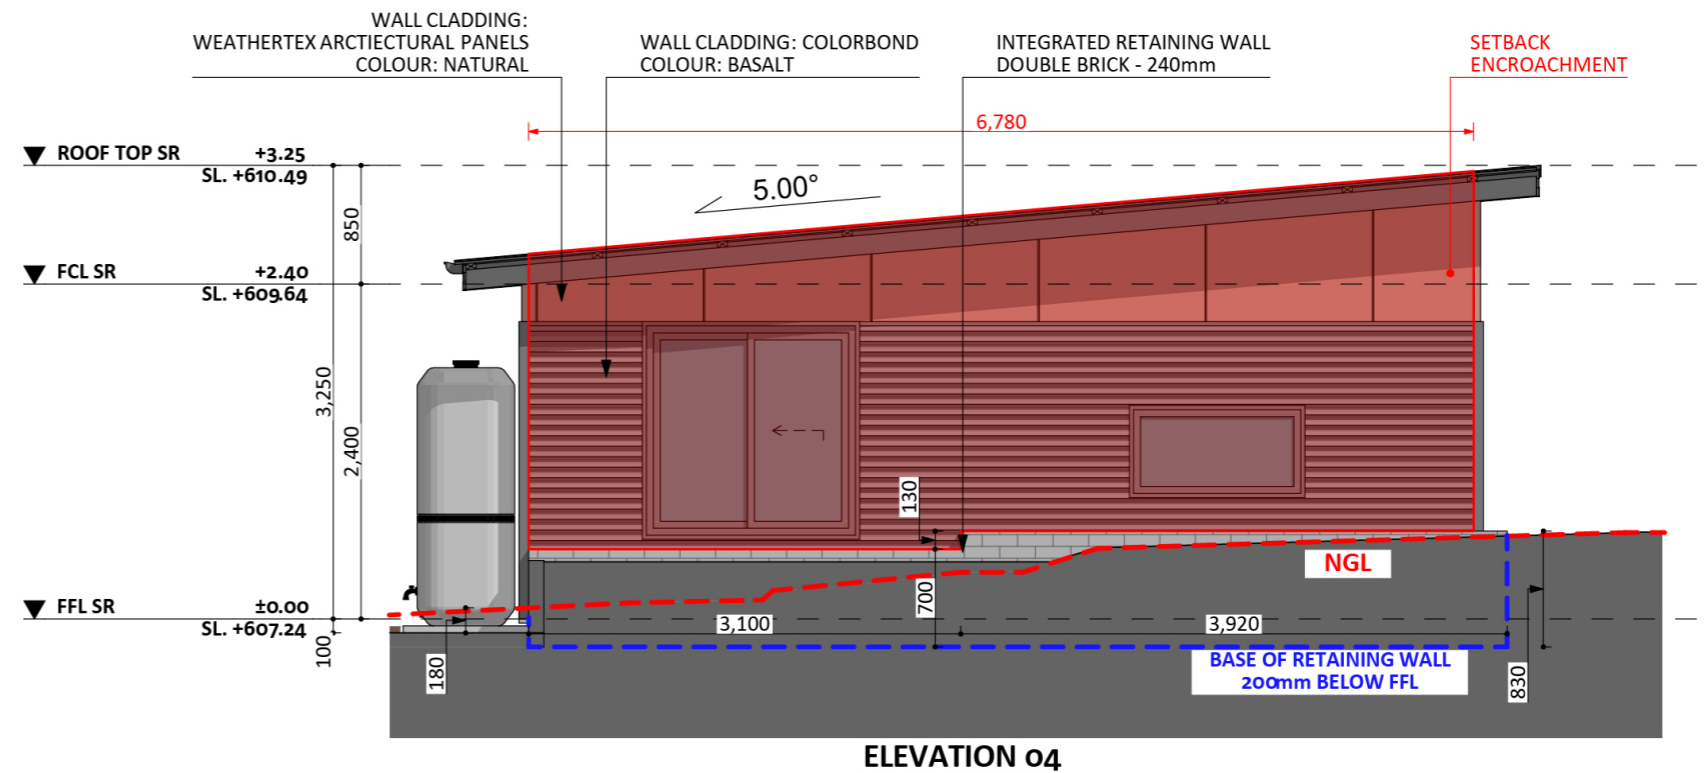 WALL CLADDING:
WEATHERTEX ARCTIECTURAL PANELS
COLOUR: NATURAL
WALL CLADDING: COLORBOND
COLOUR: BASALT
INTEGRATED RETAINING WALL
DOUBLE BRICK - 240mm
SETBACK
ENCROACHMENT
6,780
ROOF TOP SR +3.25
SL. +610.49
5.00°
850
FCL SR +2.40
SL. +609.64
3,250
2,400
130
NGL
700
FFL SR ±0.00
SL. +607.24
3,100
3,920
100
180
BASE OF RETAINING WALL
200mm BELOW FFL
830
ELEVATION 04